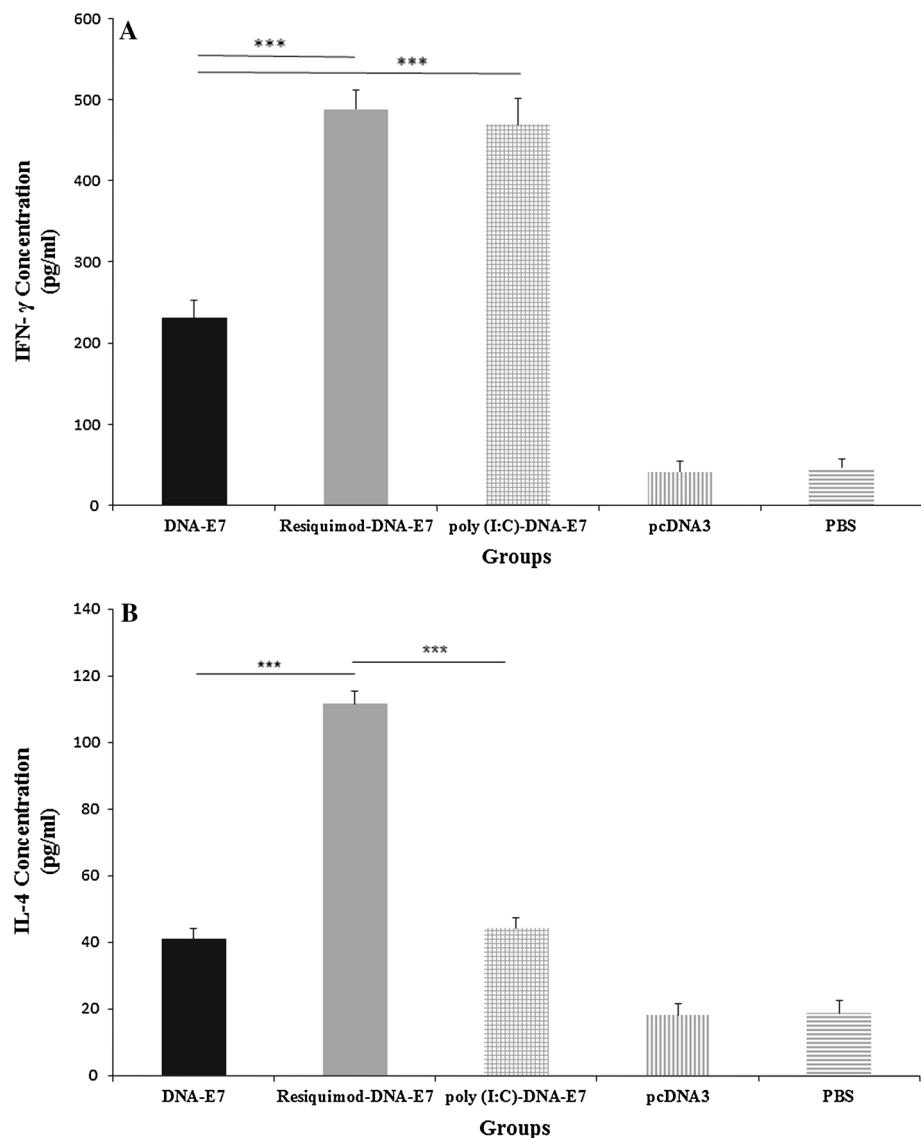 A
600
500
400
300
200
100
0
IFN- γ Concentration
(pg/ml)
***
***
DNA-E7 Resiquimod-DNA-E7 poly (I:C)-DNA-E7 pcDNA3 PBS
Groups
B
140
120
100
80
60
40
20
0
IL-4 Concentration
(pg/ml)
***
***
DNA-E7 Resiquimod-DNA-E7 poly (I:C)-DNA-E7 pcDNA3 PBS
Groups